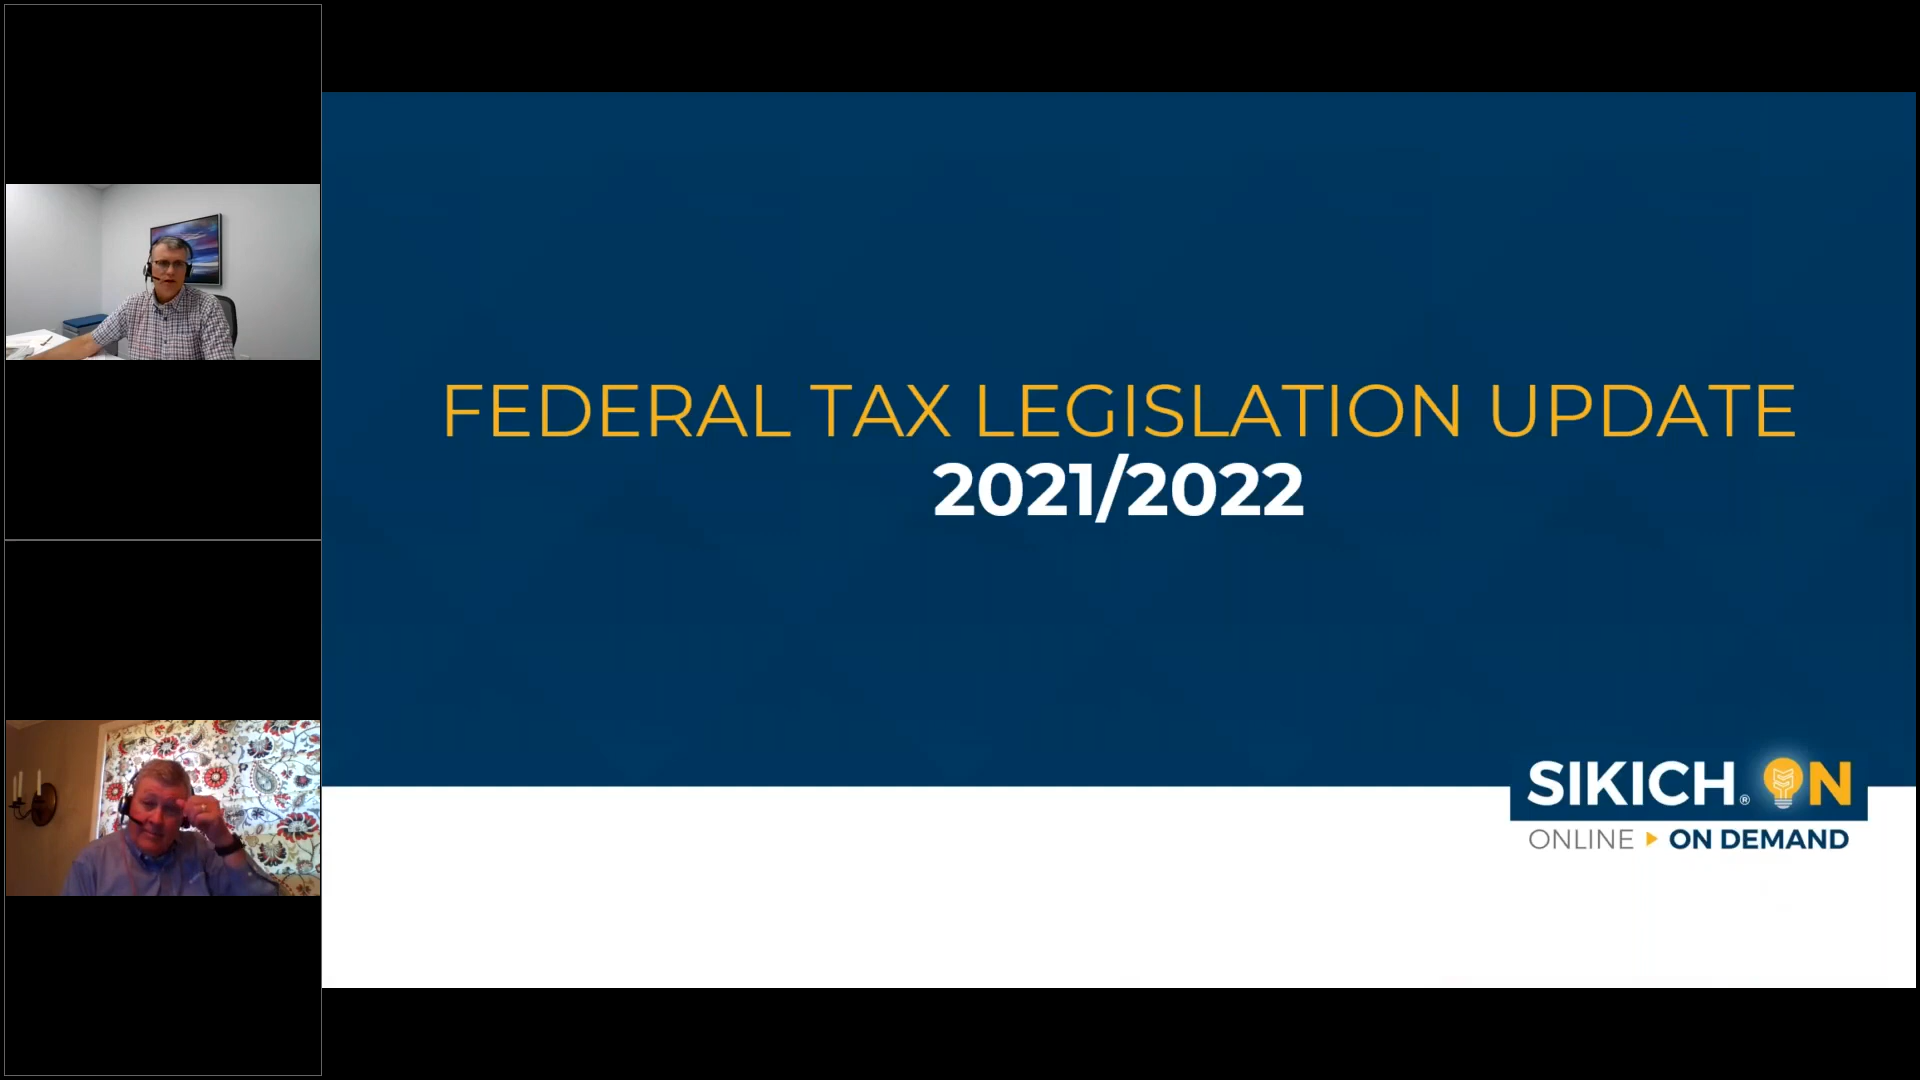 FEDERAL TAX LEGISLATION UPDATE
2021/2022
SIKICH® ON
ONLINE ▸ ON DEMAND